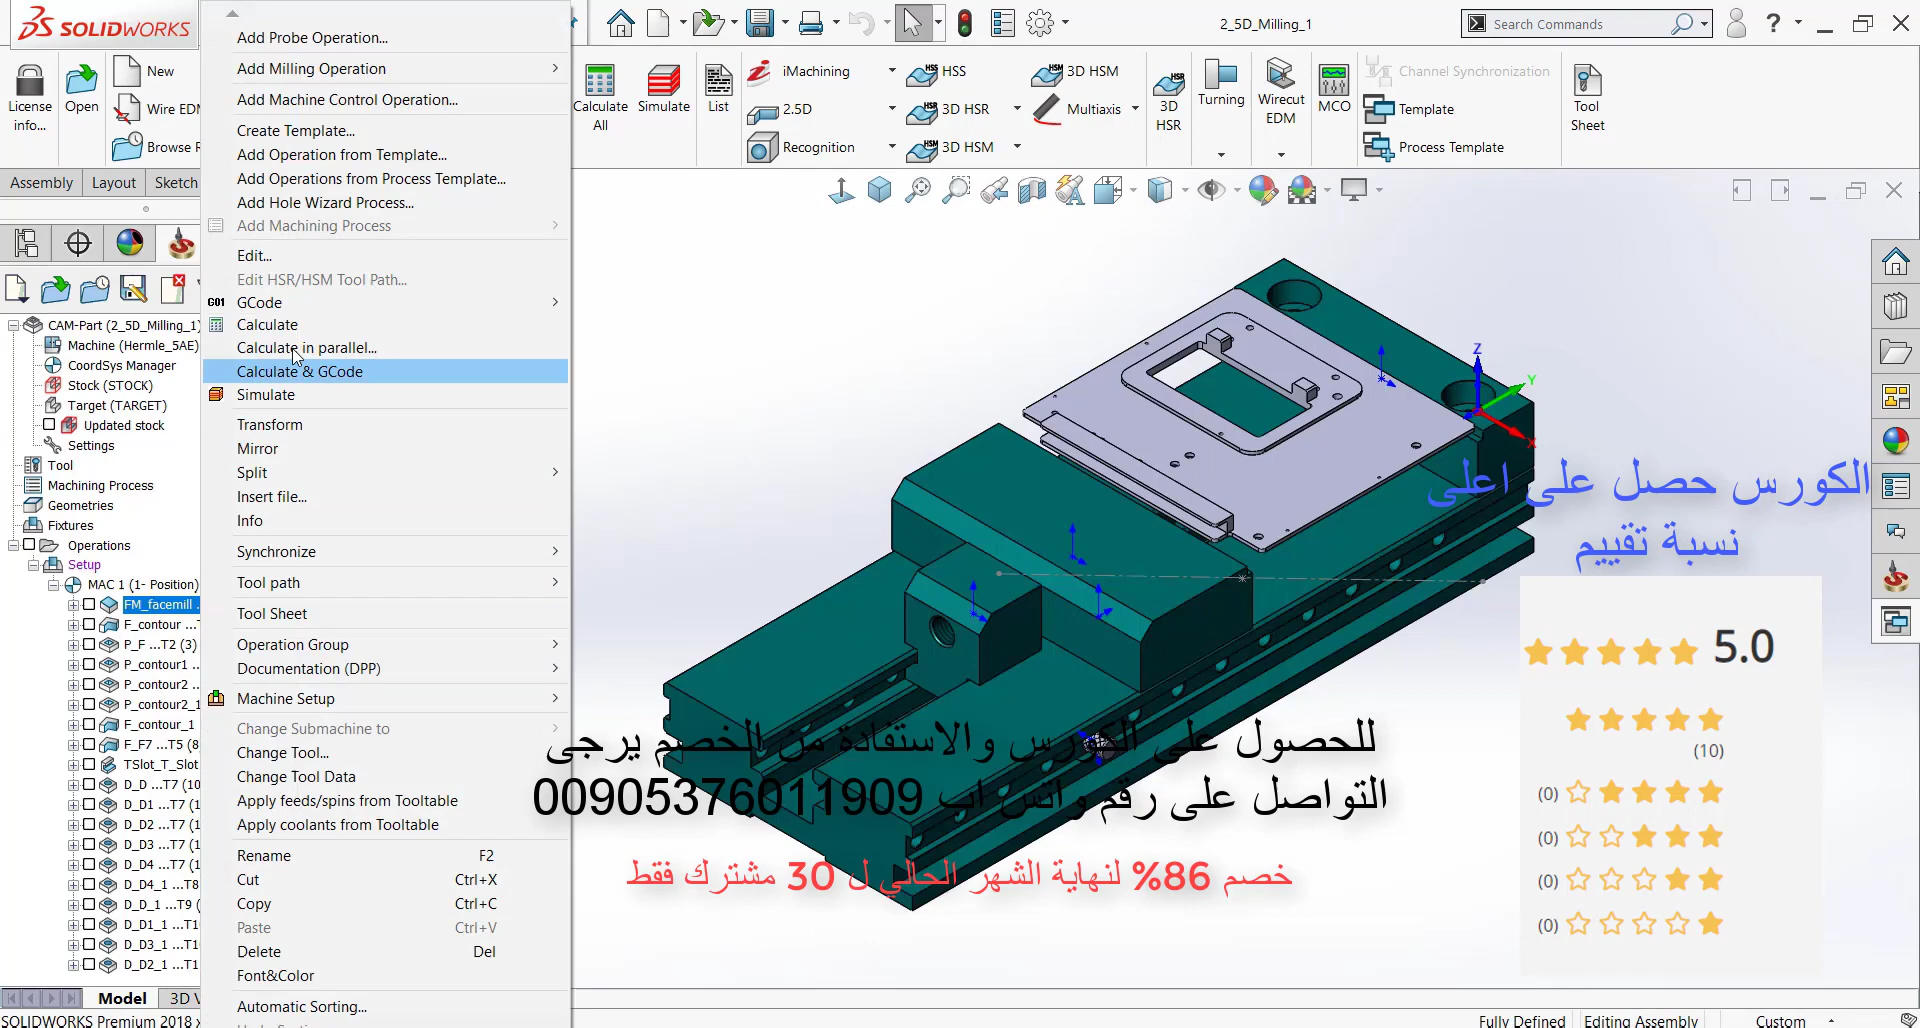 SOLIDWORKS
2_5D_Milling_1
Search Commands
License info...
Open
New
Wire EDM
Browse R
Calculate All
Simulate
List
iMachining
2.5D
Recognition
HSS
3D HSR
3D HSM
3D HSM
Multiaxis
3D HSR
Turning
Wirecut EDM
MCO
Channel Synchronization
Template
Process Template
Tool Sheet
Assembly
Layout
Sketch
CAM-Part (2_5D_Milling_1)
Machine (Hermle_5AE)
CoordSys Manager
Stock (STOCK)
Target (TARGET)
Updated stock
Settings
Tool
Machining Process
Geometries
Fixtures
Operations
Setup
MAC 1 (1- Position)
FM_facemill ..
F_contour ...T
P_F ...T2 (3)
P_contour1 ..
P_contour2 ..
P_contour2_1
F_contour_1
F_F7 ...T5 (8
TSlot_T_Slot
D_D ...T7 (10
D_D1 ...T7 (1
D_D2 ...T7 (1
D_D3 ...T7 (1
D_D4 ...T7 (1
D_D4_1 ...T8
D_D_1 ...T9 (
D_D1_1 ...T1
D_D3_1 ...T1
D_D2_1 ...T1
Model
3D V
SOLIDWORKS Premium 2018 x
Add Probe Operation...
Add Milling Operation
Add Machine Control Operation...
Create Template...
Add Operation from Template...
Add Operations from Process Template...
Add Hole Wizard Process...
Add Machining Process
Edit...
Edit HSR/HSM Tool Path...
G01 GCode
Calculate
Calculate in parallel...
Calculate & GCode
Simulate
Transform
Mirror
Split
Insert file...
Info
Synchronize
Tool path
Tool Sheet
Operation Group
Documentation (DPP)
Machine Setup
Change Submachine to
Change Tool...
Change Tool Data
Apply feeds/spins from Tooltable
Apply coolants from Tooltable
Rename F2
Cut Ctrl+X
Copy Ctrl+C
Paste Ctrl+V
Delete Del
Font&Color
Automatic Sorting...
Z
Y
X
الكورس حصل على اعلى
نسبة تقييم
5.0
(10)
(0)
(0)
(0)
(0)
للحصول على الكورس والاستفادة من الخصم يرجى
التواصل على رقم واتس اب 00905376011909
خصم 86% لنهاية الشهر الحالي ل 30 مشترك فقط
Fully Defined
Editing Assembly
Custom